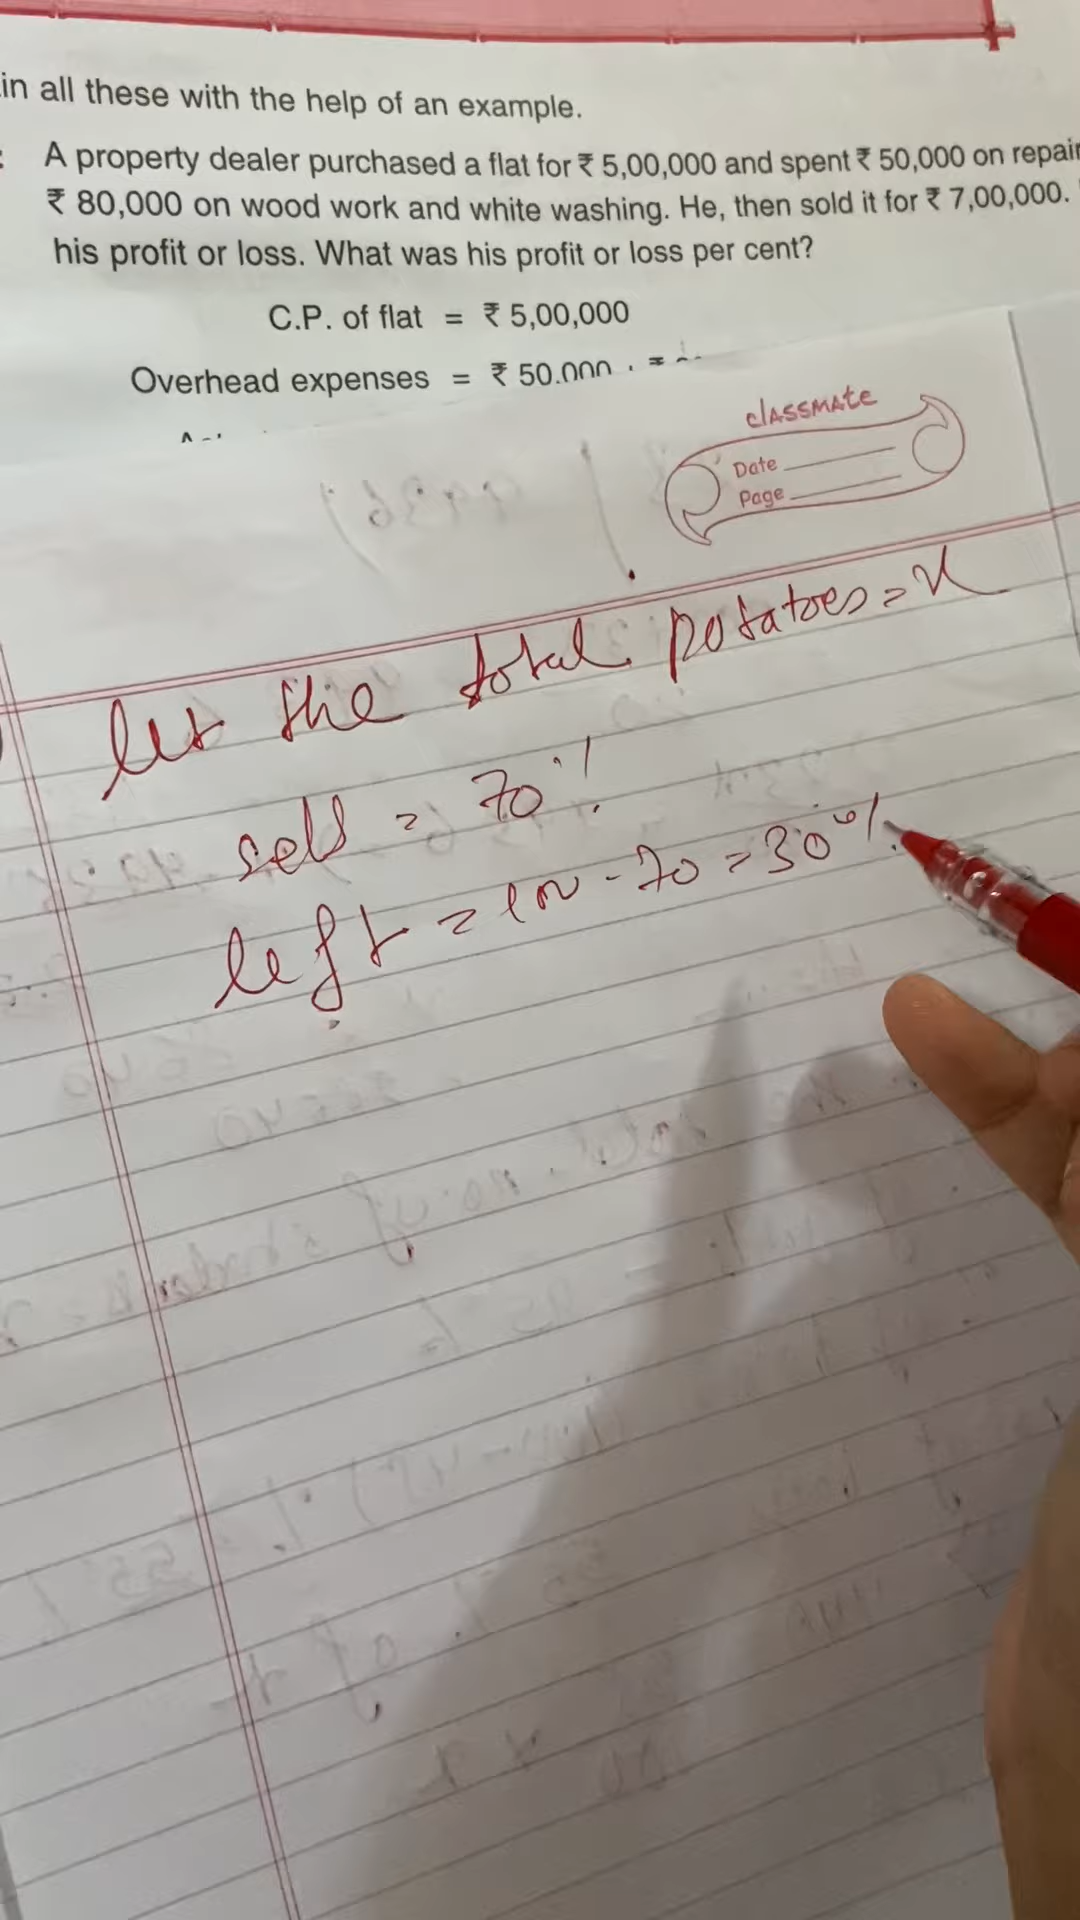 in all these with the help of an example.
A property dealer purchased a flat for ₹ 5,00,000 and spent ₹ 50,000 on repair
₹ 80,000 on wood work and white washing. He, then sold it for ₹ 7,00,000.
his profit or loss. What was his profit or loss per cent?
C.P. of flat = ₹ 5,00,000
Overhead expenses = ₹ 50,000
classmate
Date
Page
let the total potatoes = x
sell = 70%
left = 100 - 70 = 30%